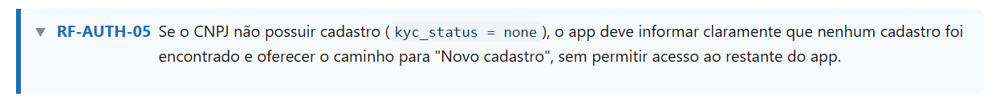 ▼ RF-AUTH-05 Se o CNPJ não possuir cadastro ( kyc_status = none ), o app deve informar claramente que nenhum cadastro foi
encontrado e oferecer o caminho para "Novo cadastro", sem permitir acesso ao restante do app.